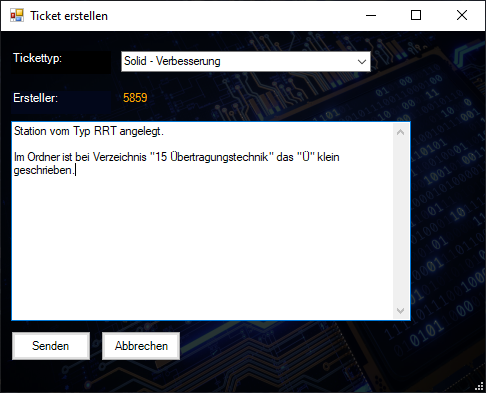 Ticket erstellen
Tickettyp: Solid - Verbesserung
Ersteller: 5859
Station vom Typ RRT angelegt.
Im Ordner ist bei Verzeichnis "15 Übertragungstechnik" das "Ü" klein
geschrieben.
Senden Abbrechen